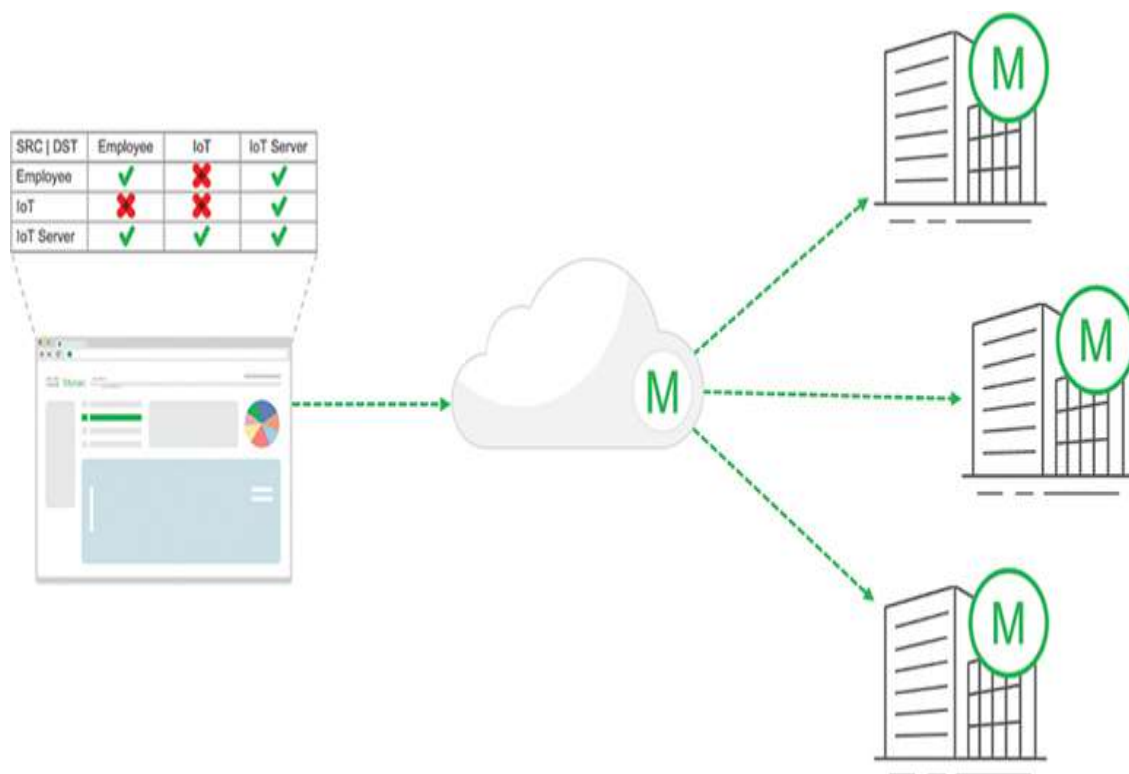 SRC | DST Employee IoT IoT Server
Employee
IoT
IoT Server
M
M
M
M